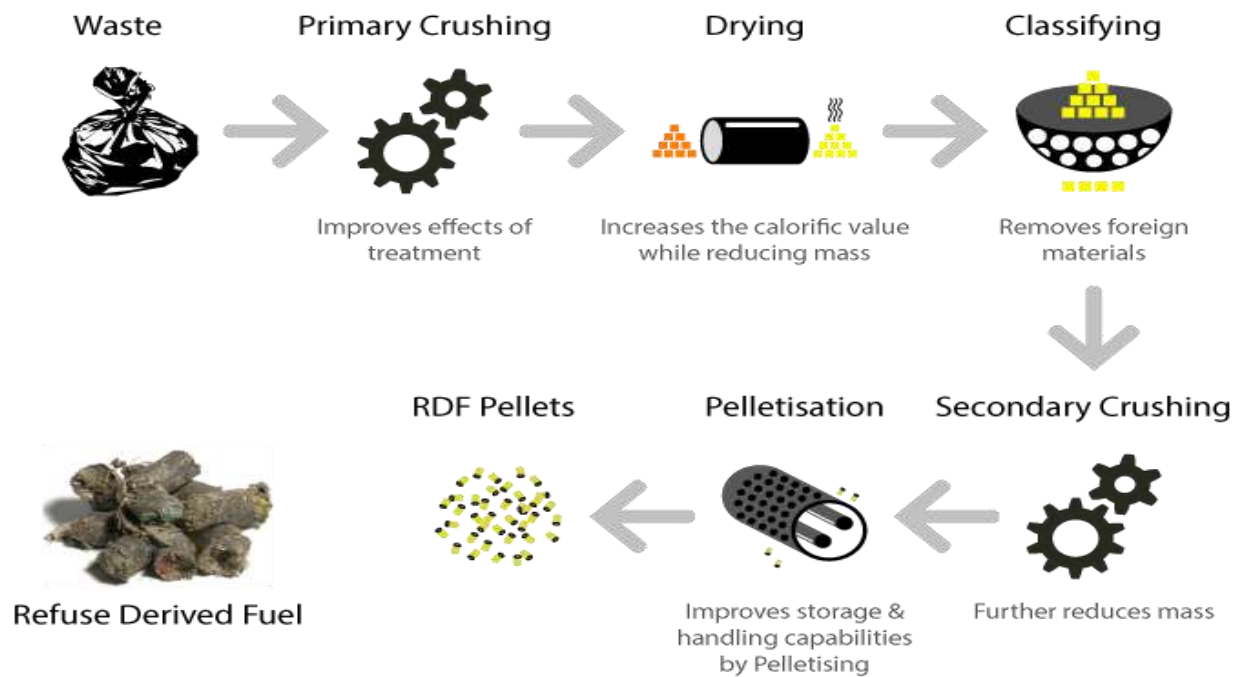 Waste
Primary Crushing
Improves effects of
treatment
Drying
Increases the calorific value
while reducing mass
Classifying
Removes foreign
materials
Secondary Crushing
Further reduces mass
Pelletisation
Improves storage &
handling capabilities
by Pelletising
RDF Pellets
Refuse Derived Fuel